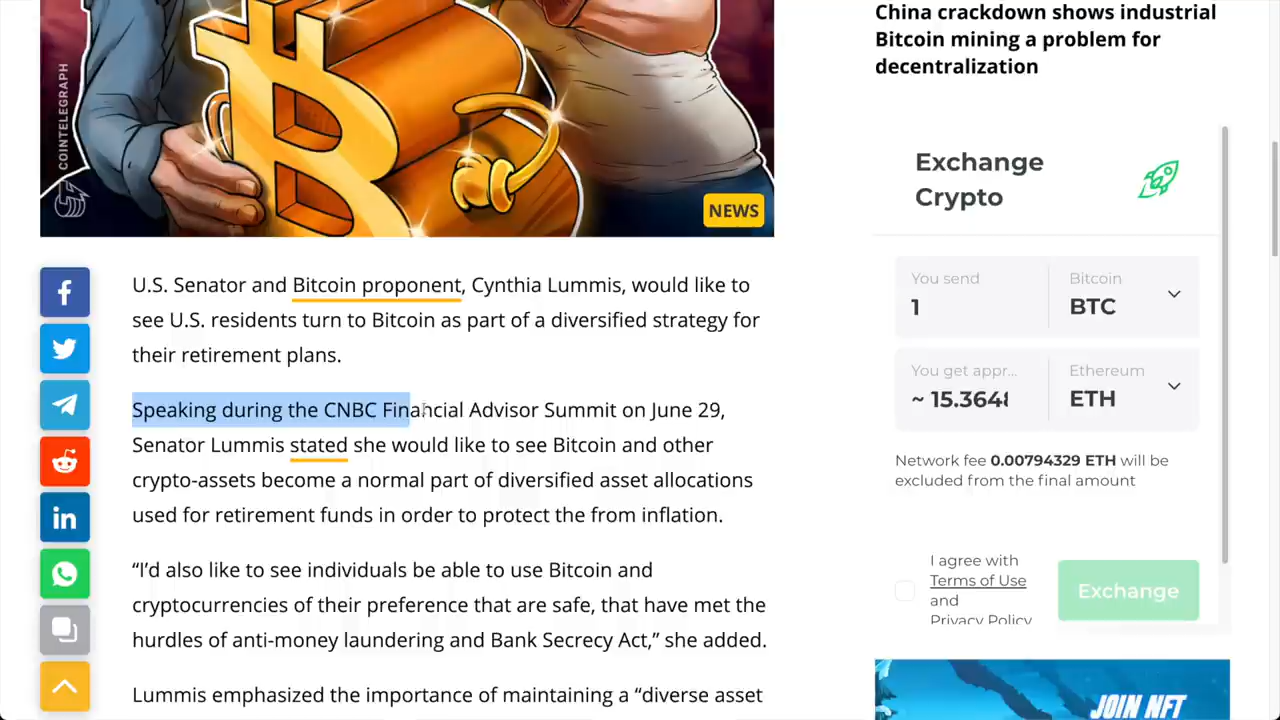 COINTELEGRAPH
NEWS
U.S. Senator and Bitcoin proponent, Cynthia Lummis, would like to
see U.S. residents turn to Bitcoin as part of a diversified strategy for
their retirement plans.
Speaking during the CNBC Financial Advisor Summit on June 29,
Senator Lummis stated she would like to see Bitcoin and other
crypto-assets become a normal part of diversified asset allocations
used for retirement funds in order to protect the from inflation.
“I’d also like to see individuals be able to use Bitcoin and
cryptocurrencies of their preference that are safe, that have met the
hurdles of anti-money laundering and Bank Secrecy Act,” she added.
Lummis emphasized the importance of maintaining a “diverse asset
China crackdown shows industrial
Bitcoin mining a problem for
decentralization
Exchange
Crypto
You send
1
Bitcoin
BTC
You get appr...
~ 15.3648
Ethereum
ETH
Network fee 0.00794329 ETH will be
excluded from the final amount
I agree with
Terms of Use
and
Privacy Policy
Exchange
JOIN NFT